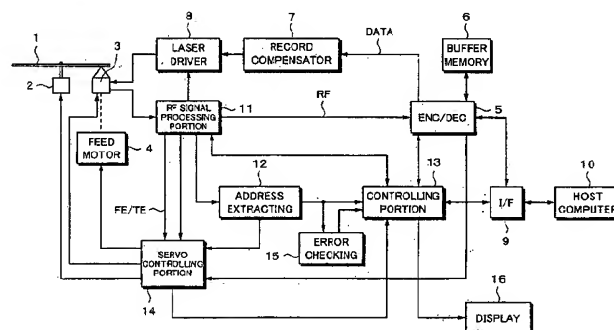 1
2
3
8
LASER
DRIVER
7
RECORD
COMPENSATOR
DATA
6
BUFFER
MEMORY
FEED
MOTOR
4
RF SIGNAL
PROCESSING
PORTION
11
RF
ENC/DEC
5
12
ADDRESS
EXTRACTING
13
CONTROLLING
PORTION
I/F
9
10
HOST
COMPUTER
FE/TE
15
ERROR
CHECKING
SERVO
CONTROLLING
PORTION
14
16
DISPLAY